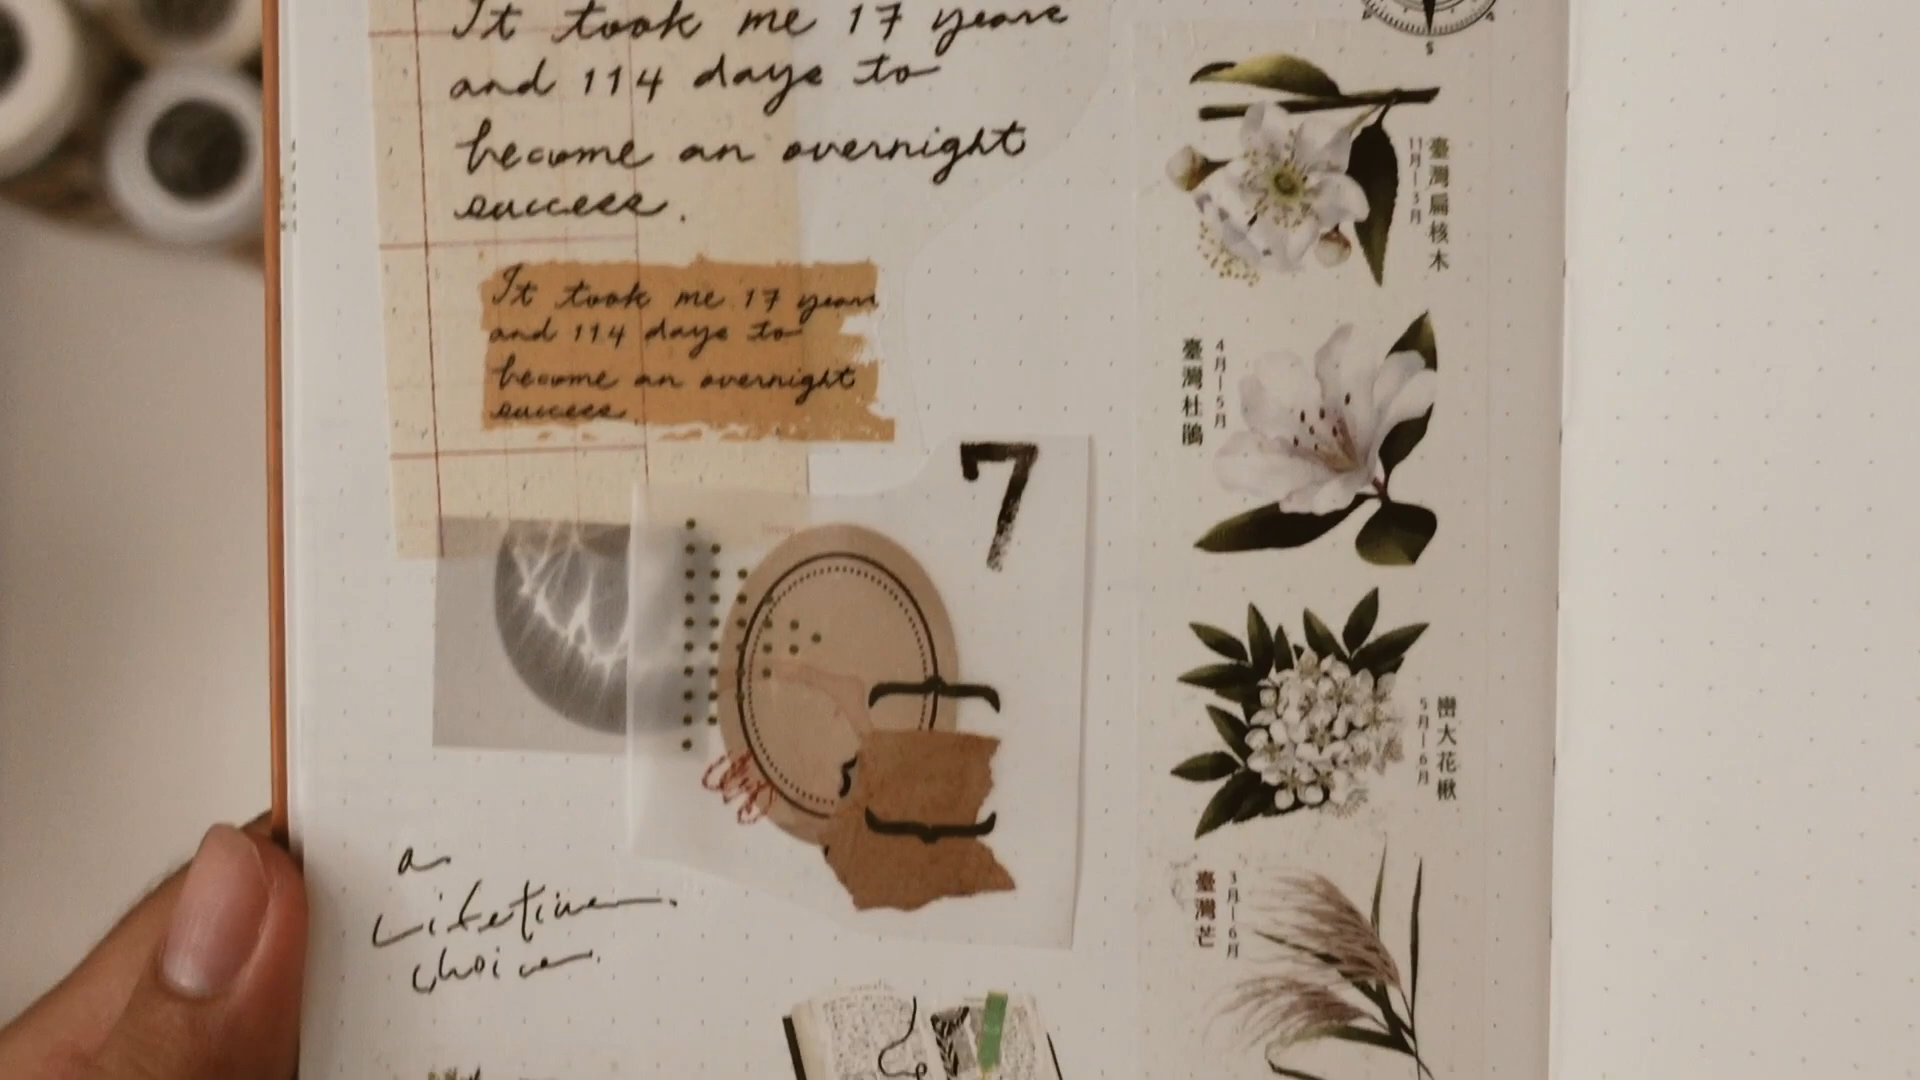 It took me 17 years
and 114 days to
become an overnight
success.
It took me 17 years
and 114 days to
become an overnight
success.
7
a
Lifetime
choice.
S
臺灣扁核木
11月—3月
臺灣杜鵑
4月—5月
巒大花楸
5月—6月
臺灣芒
3月—6月